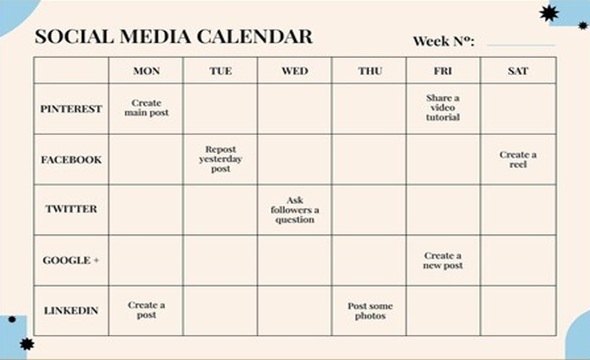 SOCIAL MEDIA CALENDAR
Week Nº:
MON TUE WED THU FRI SAT
PINTEREST
Create
main post
Share a
video
tutorial
FACEBOOK
Repost
yesterday
post
Create a
reel
TWITTER
Ask
followers a
question
GOOGLE +
Create a
new post
LINKEDIN
Create a
post
Post some
photos